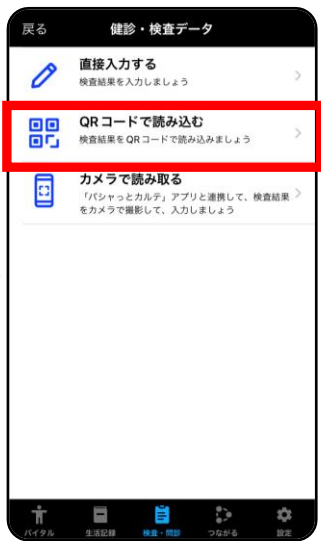 戻る
健診・検査データ
直接入力する
検査結果を入力しましょう
QRコードで読み込む
検査結果をQRコードで読み込みましょう
カメラで読み取る
「パシャっとカルテ」アプリと連携して、検査結果
をカメラで撮影して、入力しましょう
バイタル
生活記録
検査・問診
つながる
設定